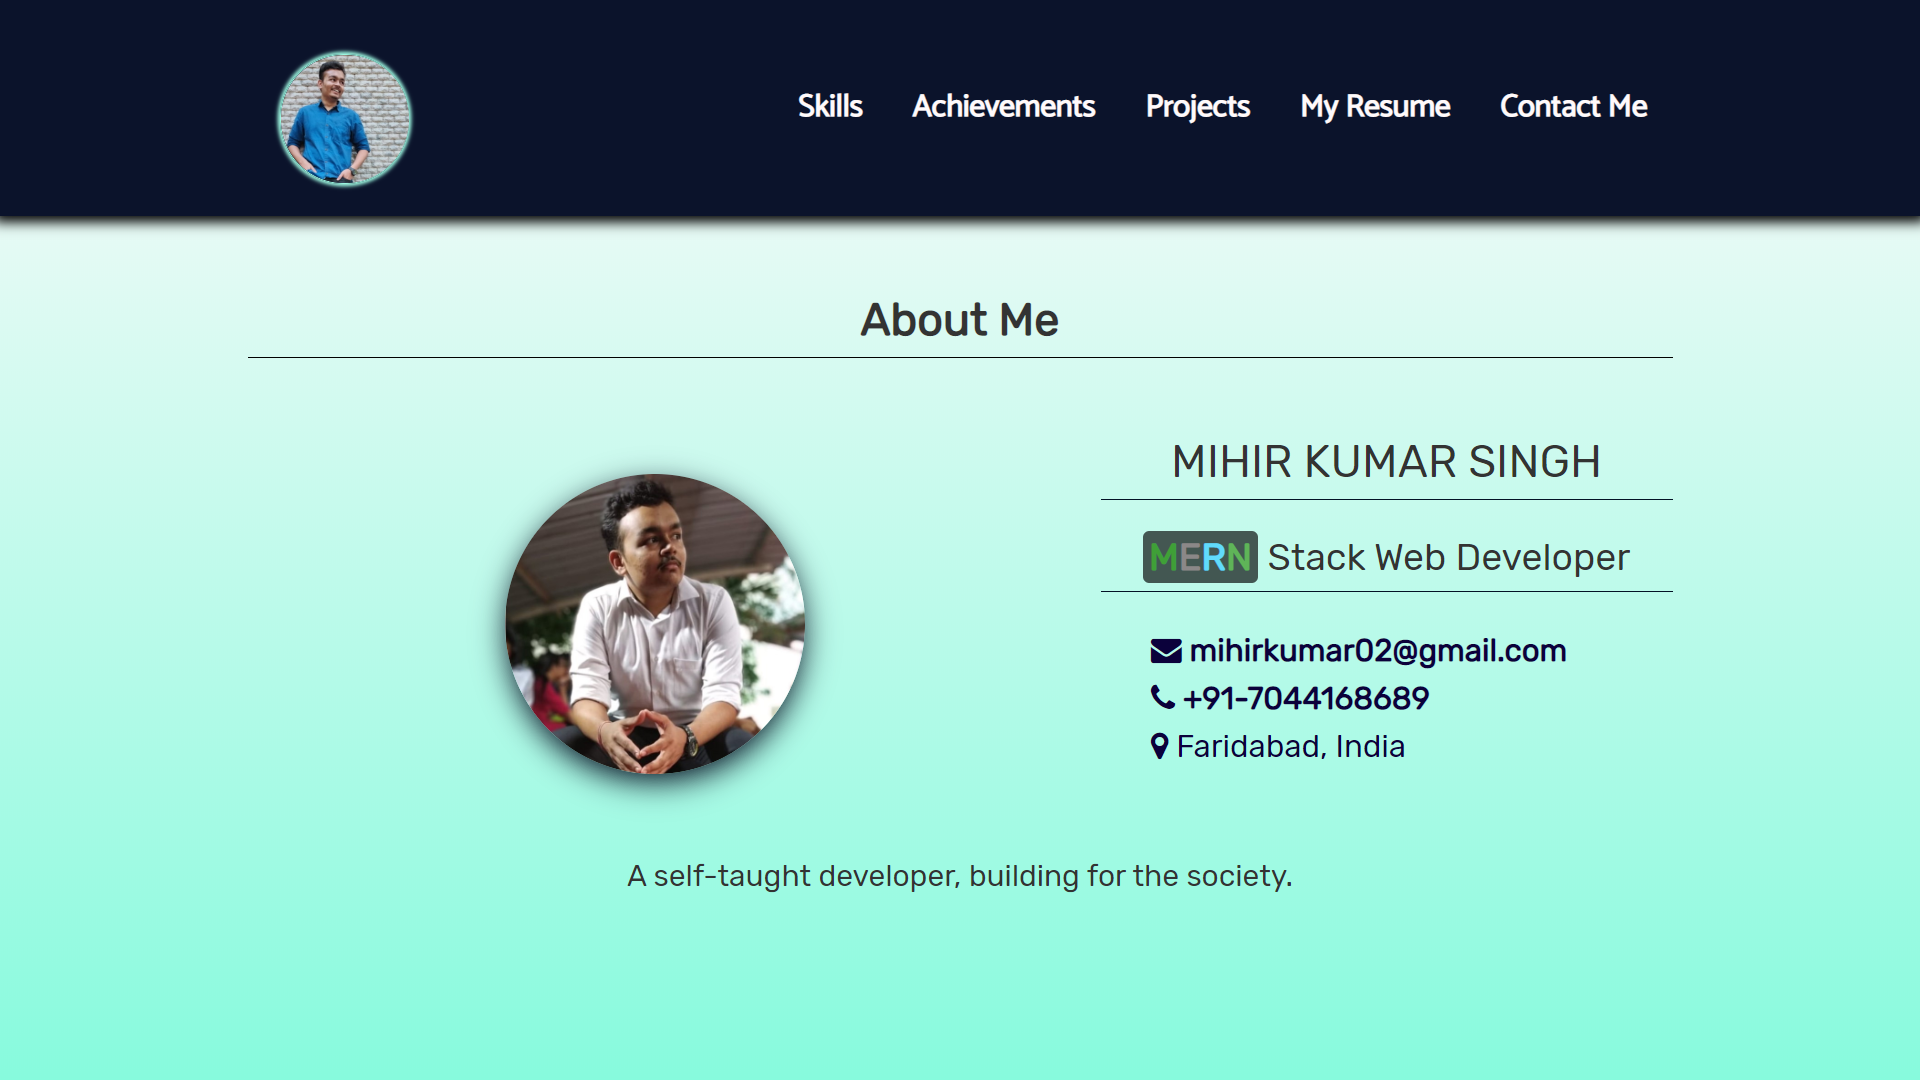 Skills Achievements Projects My Resume Contact Me
About Me
MIHIR KUMAR SINGH
MERN Stack Web Developer
mihirkumar02@gmail.com
+91-7044168689
Faridabad, India
A self-taught developer, building for the society.